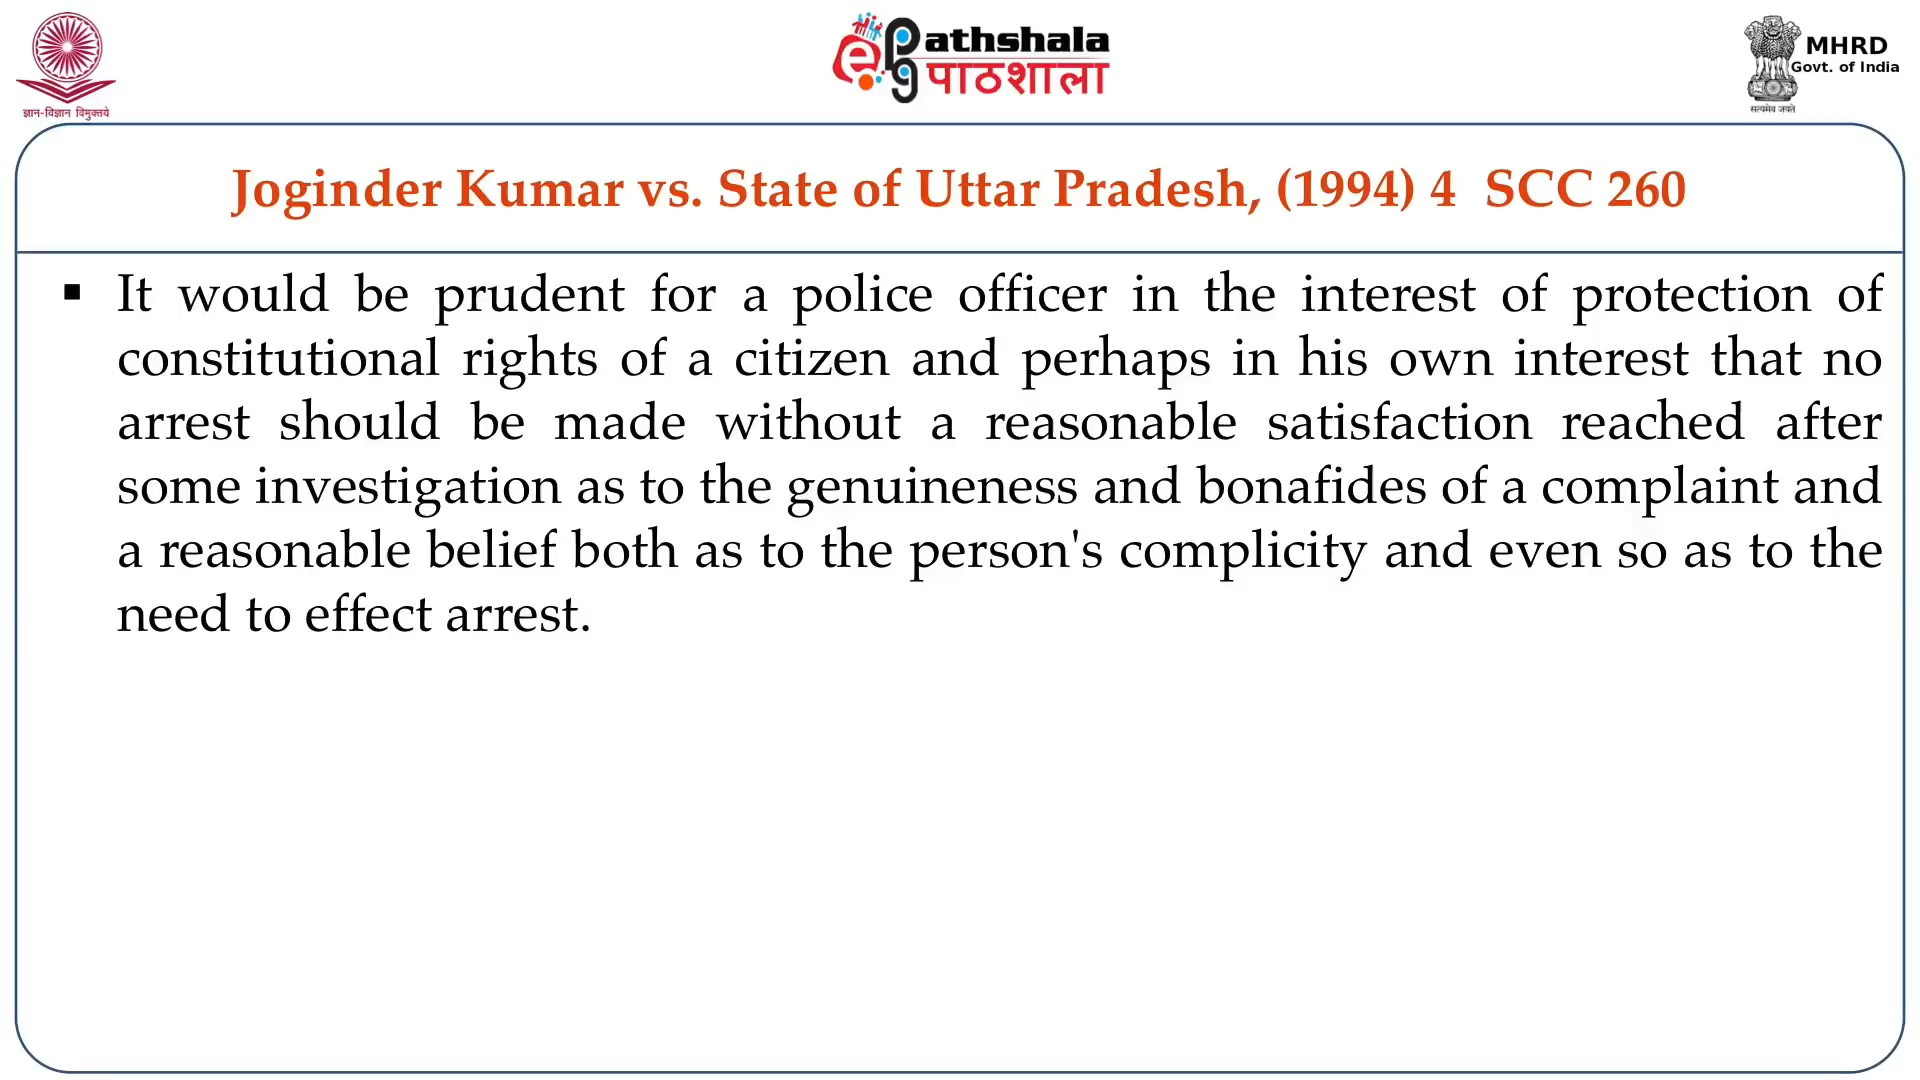 ज्ञान-विज्ञान विमुक्तये
e
pg
athshala
पाठशाला
MHRD
Govt. of India
सत्यमेव जयते
Joginder Kumar vs. State of Uttar Pradesh, (1994) 4 SCC 260
▪ It would be prudent for a police officer in the interest of protection of
constitutional rights of a citizen and perhaps in his own interest that no
arrest should be made without a reasonable satisfaction reached after
some investigation as to the genuineness and bonafides of a complaint and
a reasonable belief both as to the person's complicity and even so as to the
need to effect arrest.